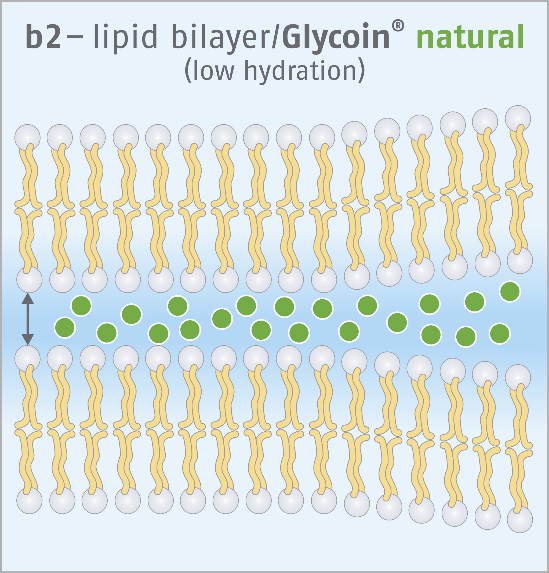 b2 – lipid bilayer/Glycoin® natural
(low hydration)